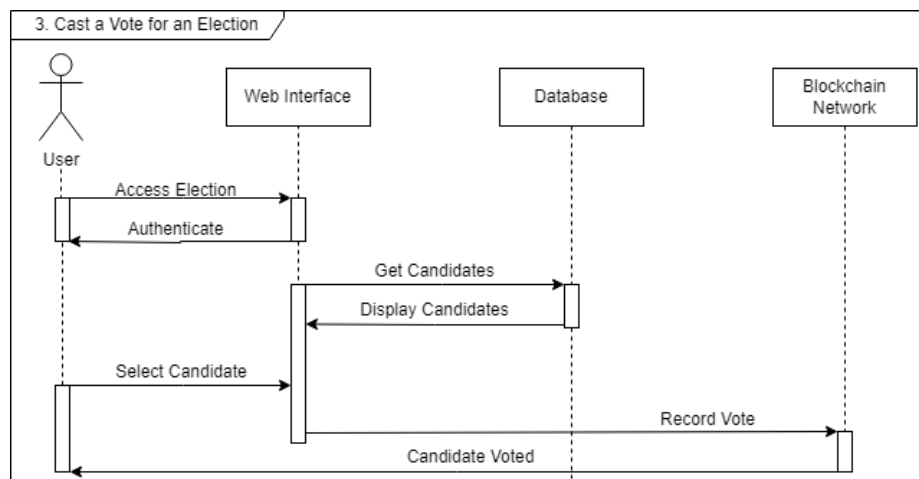 3. Cast a Vote for an Election
Web Interface
Database
Blockchain
Network
User
Access Election
Authenticate
Get Candidates
Display Candidates
Select Candidate
Record Vote
Candidate Voted